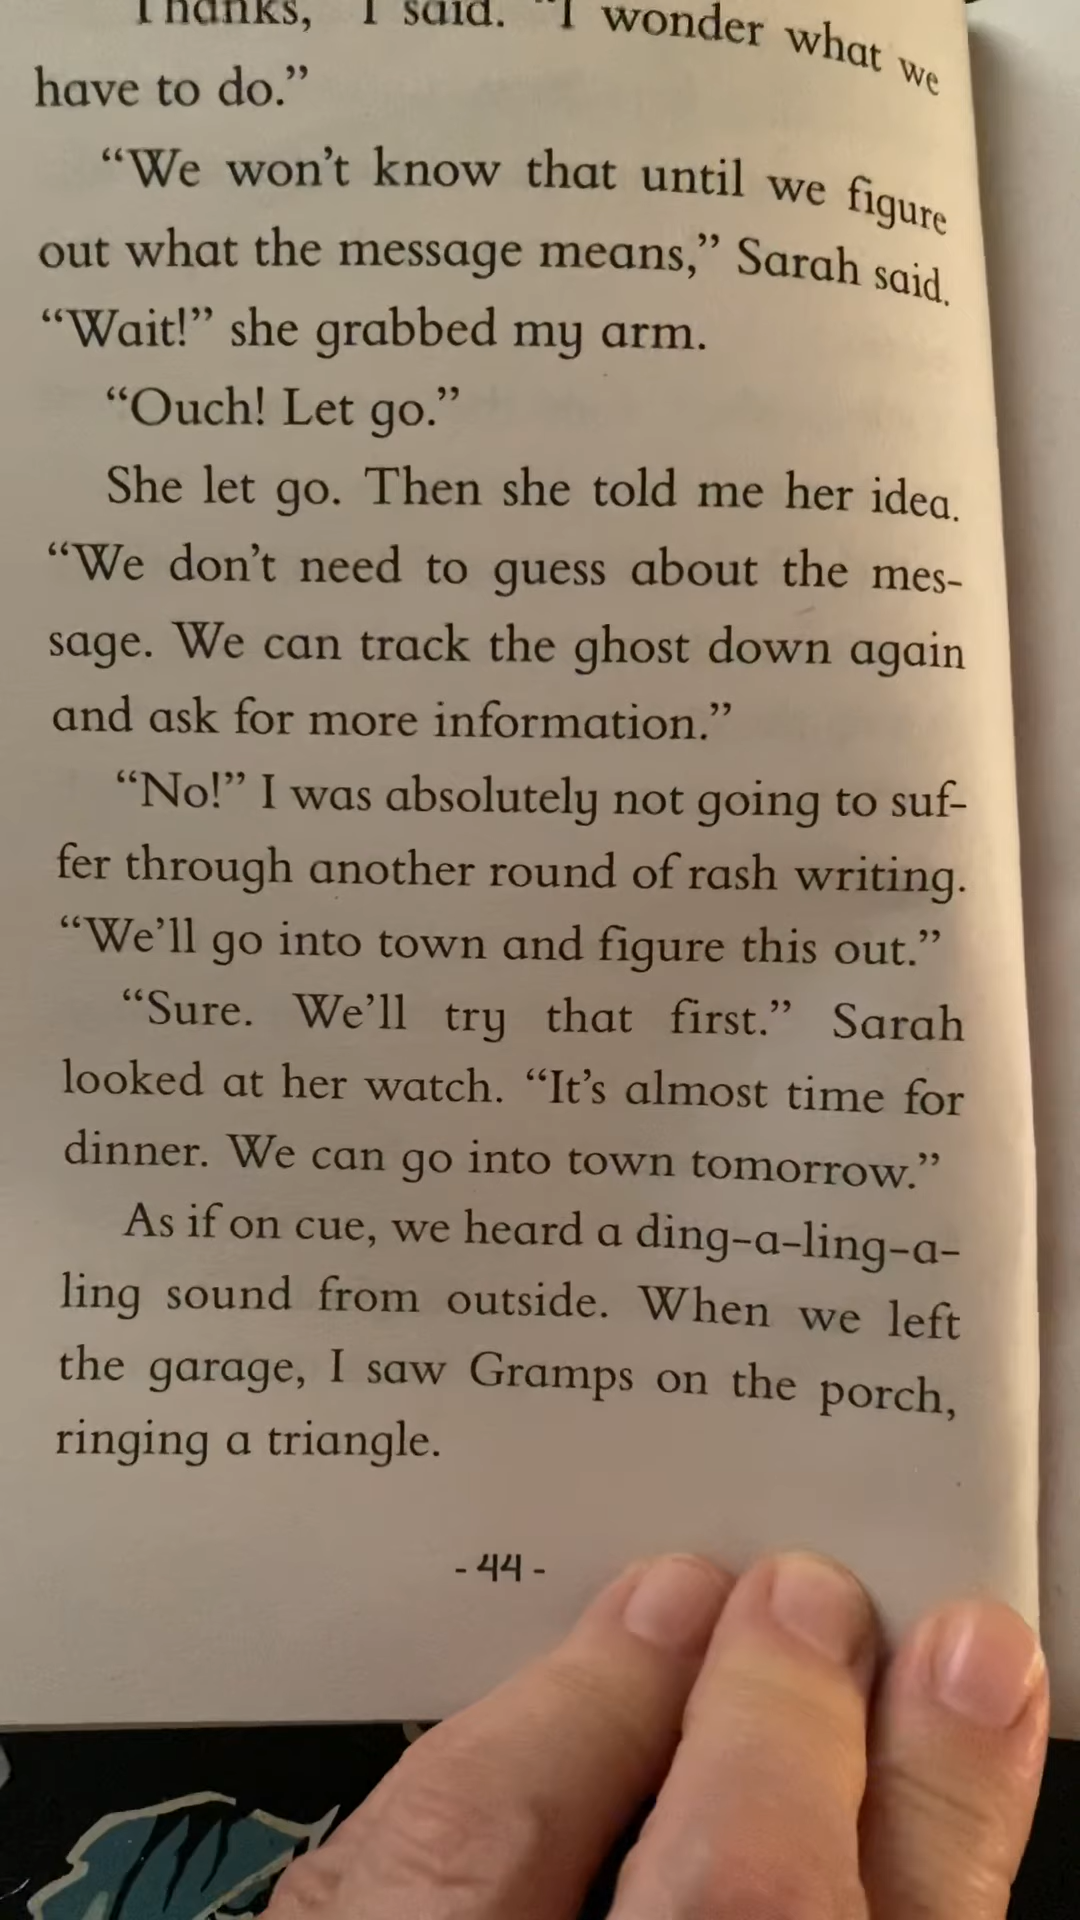 Thanks," I said. "I wonder what we
have to do.”
“We won’t know that until we figure
out what the message means,” Sarah said.
“Wait!” she grabbed my arm.
“Ouch! Let go.”
She let go. Then she told me her idea.
“We don’t need to guess about the mes-
sage. We can track the ghost down again
and ask for more information.”
“No!” I was absolutely not going to suf-
fer through another round of rash writing.
“We’ll go into town and figure this out.”
“Sure. We’ll try that first.” Sarah
looked at her watch. “It’s almost time for
dinner. We can go into town tomorrow.”
As if on cue, we heard a ding-a-ling-a-
ling sound from outside. When we left
the garage, I saw Gramps on the porch,
ringing a triangle.
- 44 -